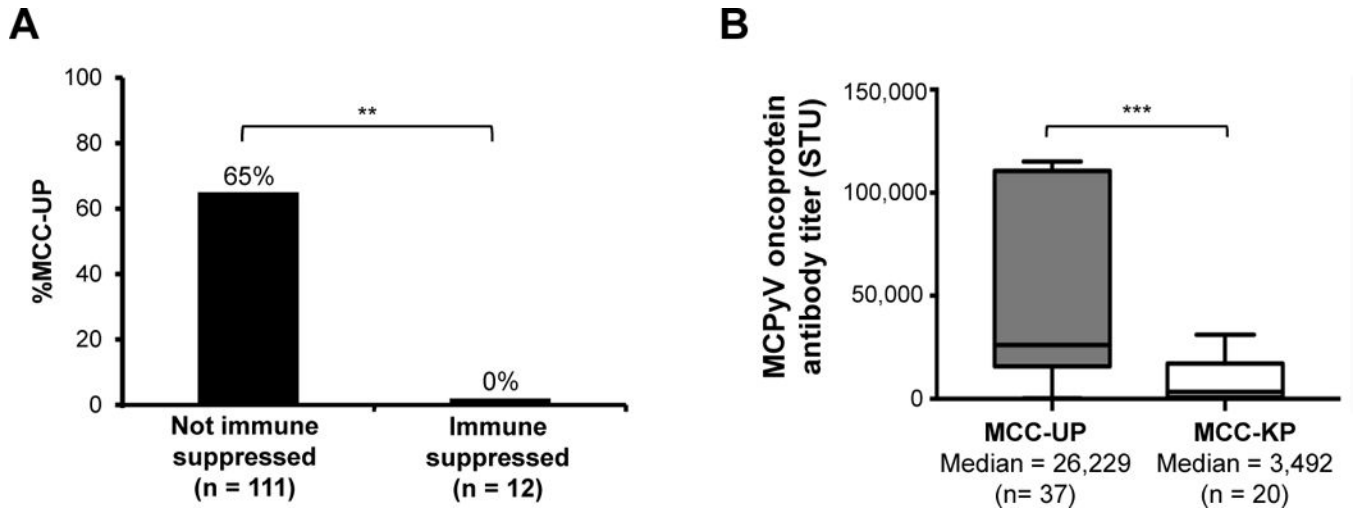 A
%MCC-UP
100
80
60
40
20
0
**
65%
0%
Not immune
suppressed
(n = 111)
Immune
suppressed
(n = 12)
B
MCPyV oncoprotein
antibody titer (STU)
150,000
100,000
50,000
0
***
MCC-UP
Median = 26,229
(n= 37)
MCC-KP
Median = 3,492
(n = 20)